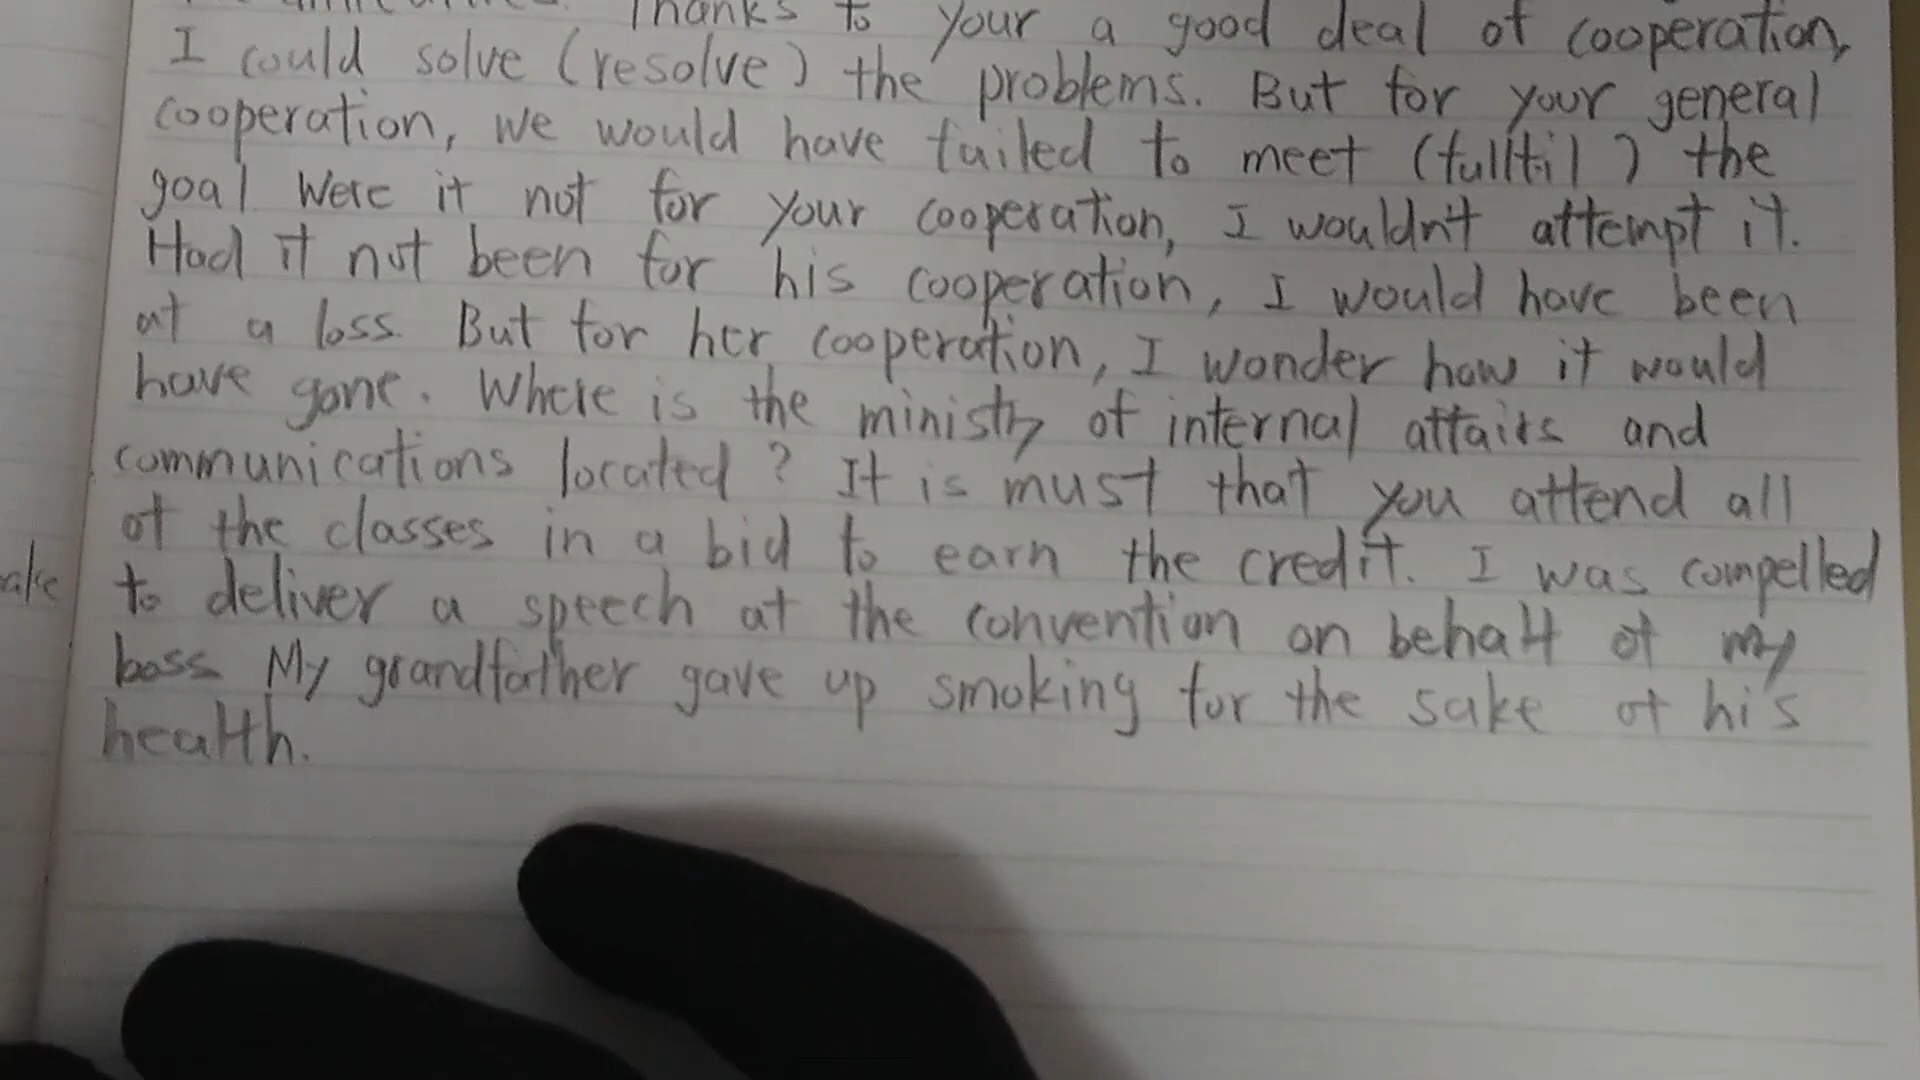 Thanks to your a good deal of cooperation,
I could solve (resolve) the problems. But for your general
cooperation, we would have failed to meet (fullfil) the
goal Were it not for your cooperation, I wouldn't attempt it.
Had it not been for his cooperation, I would have been
at a loss. But for her cooperation, I wonder how it would
have gone. Where is the ministry of internal affairs and
communications located? It is must that you attend all
of the classes in a bid to earn the credit. I was compelled
to deliver a speech at the convention on behalf of my
boss My grandfather gave up smoking for the sake of his
health.